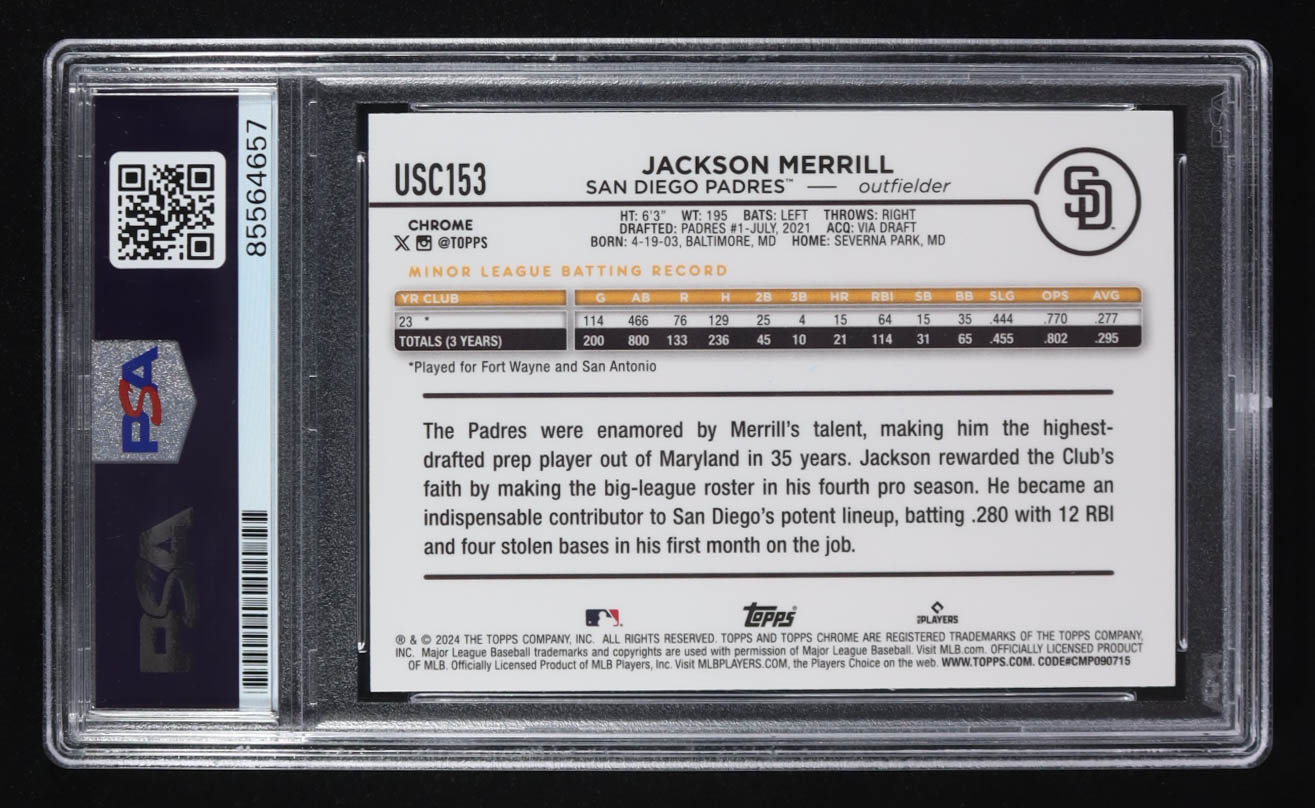 85564657
PSA
PSA
USC153
JACKSON MERRILL
SAN DIEGO PADRES™ — outfielder
SD
CHROME
X @TOPPS
HT: 6'3" WT: 195 BATS: LEFT THROWS: RIGHT
DRAFTED: PADRES #1-JULY, 2021 ACQ: VIA DRAFT
BORN: 4-19-03, BALTIMORE, MD HOME: SEVERNA PARK, MD
MINOR LEAGUE BATTING RECORD
YR CLUB G AB R H 2B 3B HR RBI SB BB SLG OPS AVG
23 * 114 466 76 129 25 4 15 64 15 35 .444 .770 .277
TOTALS (3 YEARS) 200 800 133 236 45 10 21 114 31 65 .455 .802 .295
*Played for Fort Wayne and San Antonio
The Padres were enamored by Merrill's talent, making him the highest-
drafted prep player out of Maryland in 35 years. Jackson rewarded the Club's
faith by making the big-league roster in his fourth pro season. He became an
indispensable contributor to San Diego's potent lineup, batting .280 with 12 RBI
and four stolen bases in his first month on the job.
topps®
PLAYERS
® & © 2024 THE TOPPS COMPANY, INC. ALL RIGHTS RESERVED. TOPPS AND TOPPS CHROME ARE REGISTERED TRADEMARKS OF THE TOPPS COMPANY,
INC. Major League Baseball trademarks and copyrights are used with permission of Major League Baseball. Visit MLB.com. OFFICIALLY LICENSED PRODUCT
OF MLB. Officially Licensed Product of MLB Players, Inc. Visit MLBPLAYERS.COM, the Players Choice on the web. WWW.TOPPS.COM. CODE#CMP090715